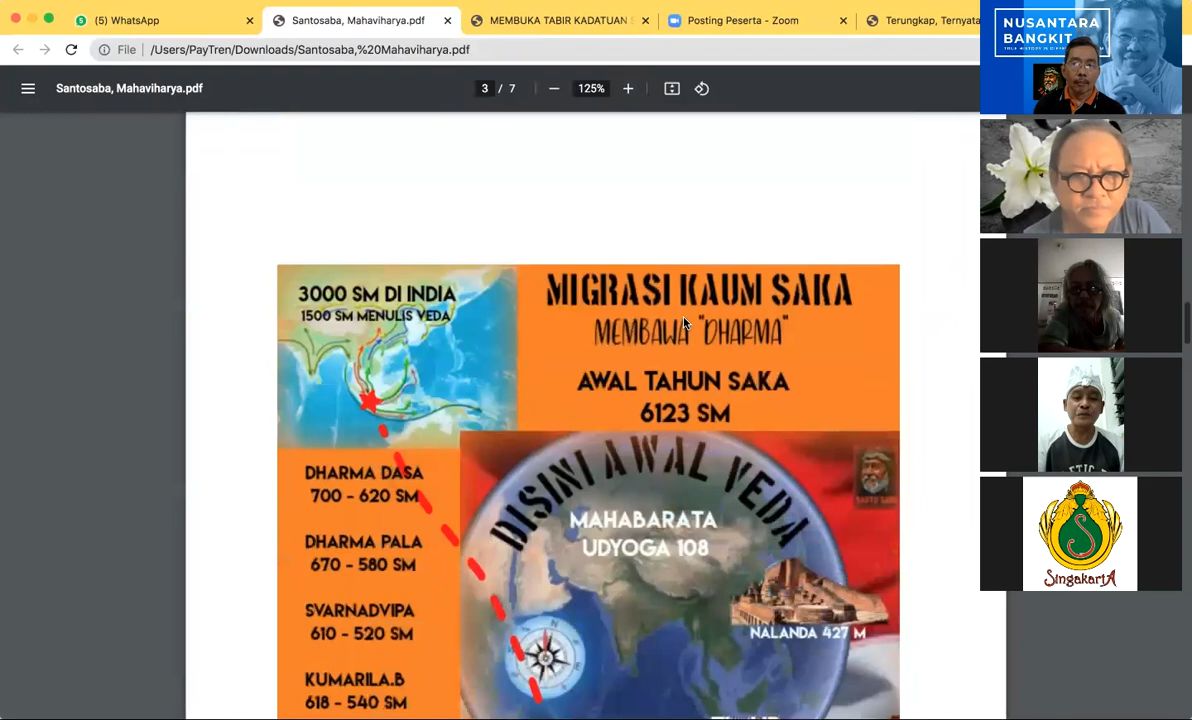 (5) WhatsApp
Santosaba, Mahaviharya.pdf
MEMBUKA TABIR KADATUAN
Posting Peserta - Zoom
Terungkap, Ternyata
File
/Users/PayTren/Downloads/Santosaba,%20Mahaviharya.pdf
Santosaba, Mahaviharya.pdf
3 / 7
125%
NUSANTARA
BANGKIT
3000 SM DI INDIA
1500 SM MENULIS VEDA
MIGRASI KAUM SAKA
MEMBAWA "DHARMA"
AWAL TAHUN SAKA
6123 SM
DHARMA DASA
700 - 620 SM
DHARMA PALA
670 - 580 SM
SVARNADVIPA
610 - 520 SM
KUMARILA.B
618 - 540 SM
DISINI AWAL VEDA
MAHABARATA
UDYOGA 108
NALANDA 427 M
SingakartA